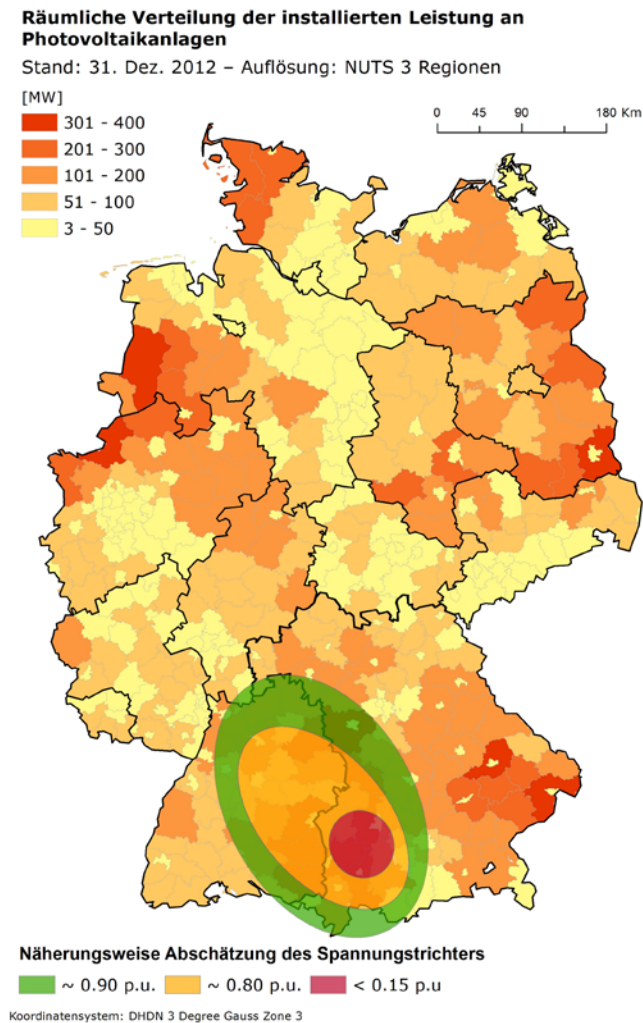 Räumliche Verteilung der installierten Leistung an
Photovoltaikanlagen
Stand: 31. Dez. 2012 – Auflösung: NUTS 3 Regionen
[MW]
301 - 400
201 - 300
101 - 200
51 - 100
3 - 50
0 45 90 180 Km
Näherungsweise Abschätzung des Spannungstrichters
~ 0.90 p.u. ~ 0.80 p.u. < 0.15 p.u
Koordinatensystem: DHDN 3 Degree Gauss Zone 3